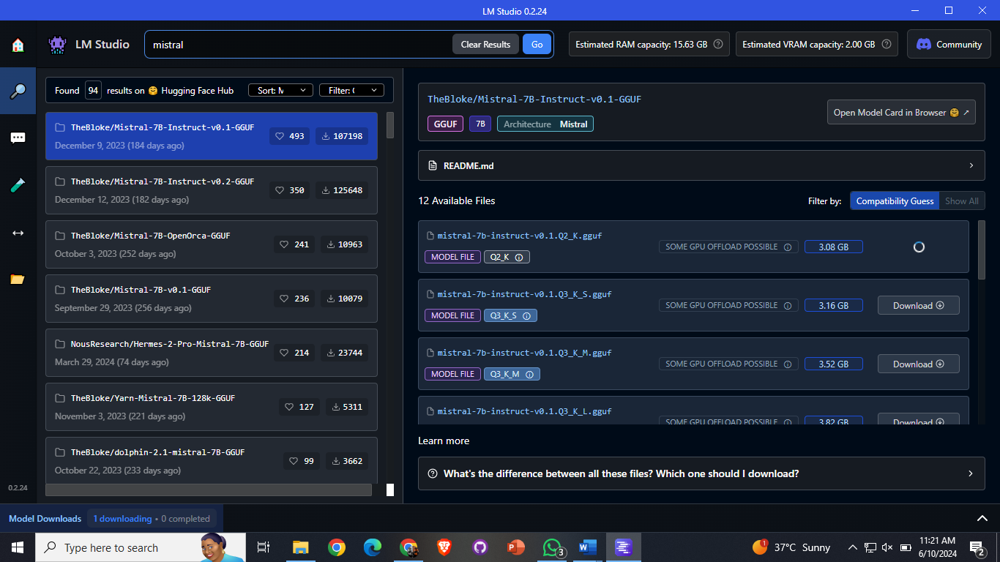 LM Studio 0.2.24
LM Studio
mistral
Clear Results
Go
Estimated RAM capacity: 15.63 GB
Estimated VRAM capacity: 2.00 GB
Community
Found 94 results on 🤗 Hugging Face Hub
Sort: M
Filter: C
TheBloke/Mistral-7B-Instruct-v0.1-GGUF
493
107198
December 9, 2023 (184 days ago)
TheBloke/Mistral-7B-Instruct-v0.2-GGUF
350
125648
December 12, 2023 (182 days ago)
TheBloke/Mistral-7B-OpenOrca-GGUF
241
10963
October 3, 2023 (252 days ago)
TheBloke/Mistral-7B-v0.1-GGUF
236
10079
September 29, 2023 (256 days ago)
NousResearch/Hermes-2-Pro-Mistral-7B-GGUF
214
23744
March 29, 2024 (74 days ago)
TheBloke/Yarn-Mistral-7B-128k-GGUF
127
5311
November 3, 2023 (221 days ago)
TheBloke/dolphin-2.1-mistral-7B-GGUF
99
3662
October 22, 2023 (233 days ago)
0.2.24
TheBloke/Mistral-7B-Instruct-v0.1-GGUF
GGUF
7B
Architecture Mistral
Open Model Card in Browser 🤗 ↗
README.md
12 Available Files
Filter by:
Compatibility Guess
Show All
mistral-7b-instruct-v0.1.Q2_K.gguf
MODEL FILE
Q2_K
SOME GPU OFFLOAD POSSIBLE
3.08 GB
mistral-7b-instruct-v0.1.Q3_K_S.gguf
MODEL FILE
Q3_K_S
SOME GPU OFFLOAD POSSIBLE
3.16 GB
Download
mistral-7b-instruct-v0.1.Q3_K_M.gguf
MODEL FILE
Q3_K_M
SOME GPU OFFLOAD POSSIBLE
3.52 GB
Download
mistral-7b-instruct-v0.1.Q3_K_L.gguf
SOME GPU OFFLOAD POSSIBLE
3.82 GB
Download
Learn more
What's the difference between all these files? Which one should I download?
Model Downloads
1 downloading • 0 completed
Type here to search
3
1
37°C Sunny
11:21 AM
6/10/2024
2